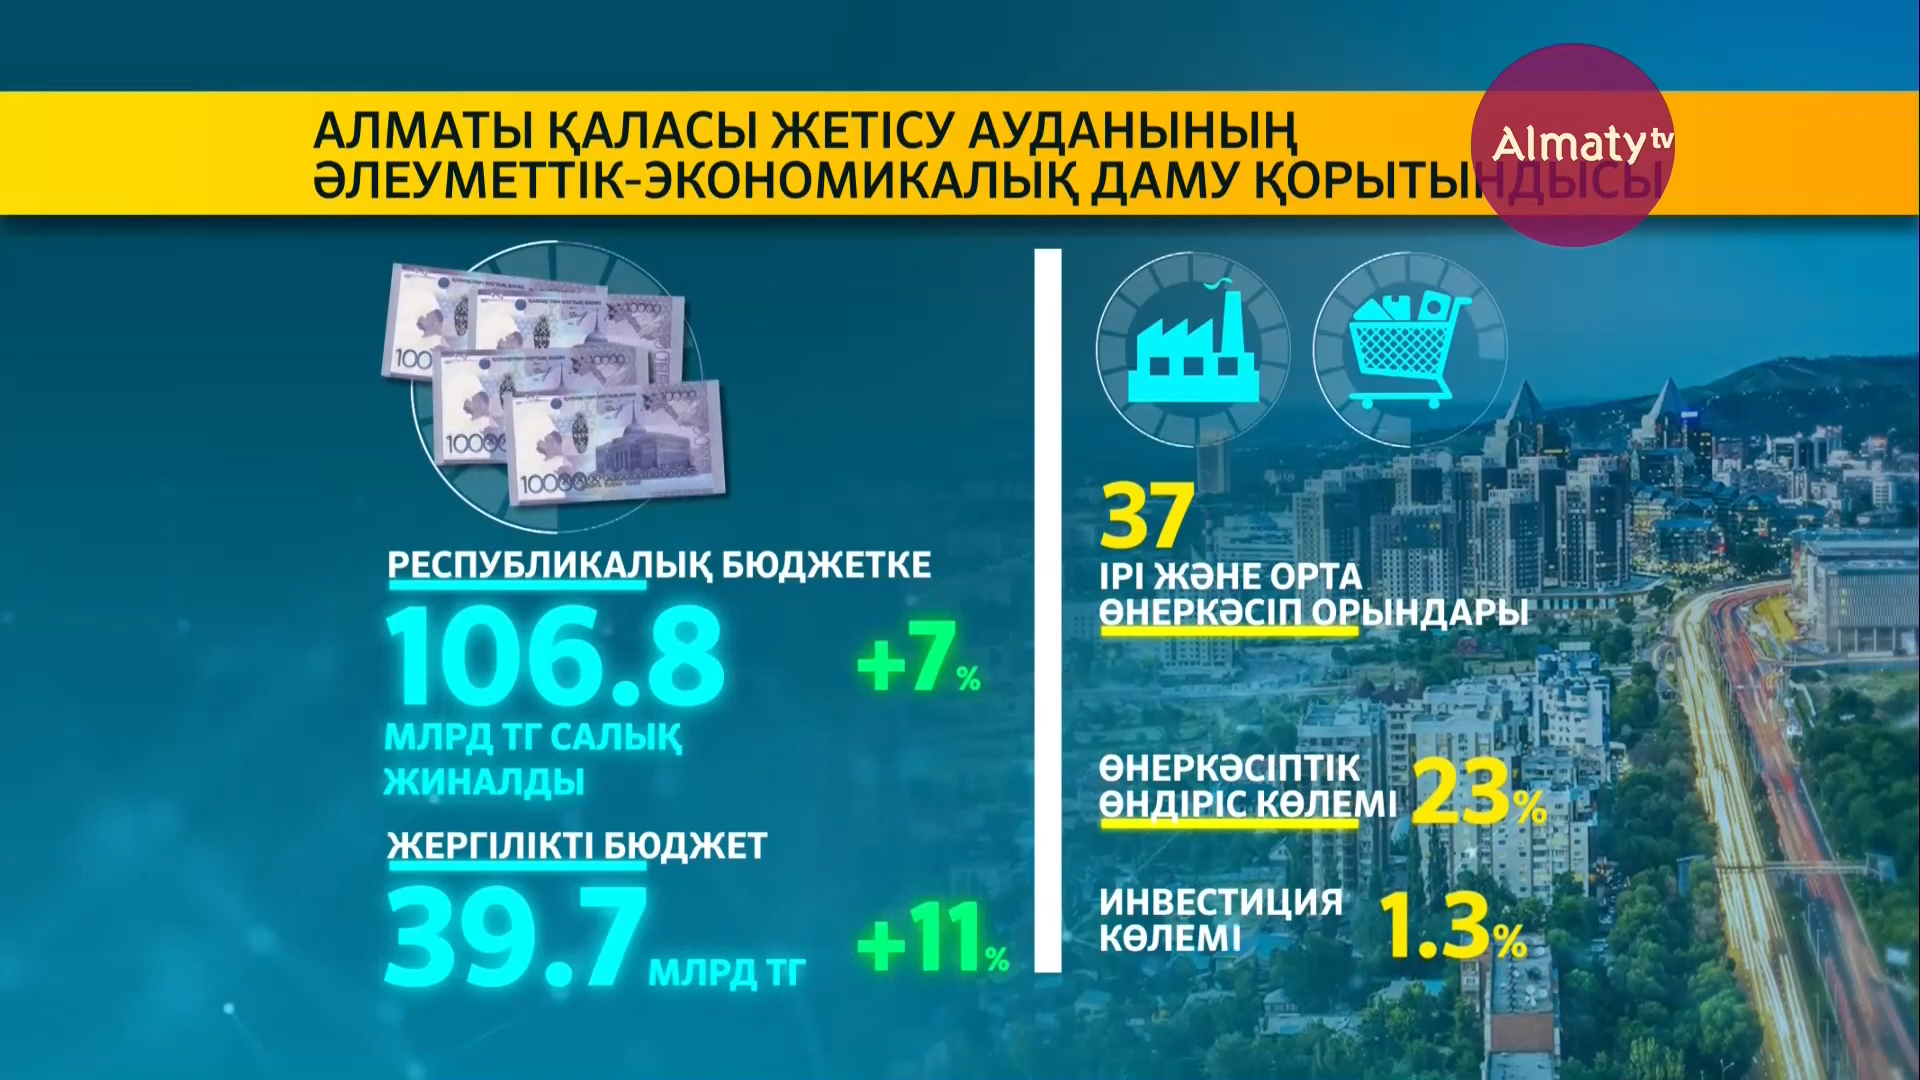 АЛМАТЫ ҚАЛАСЫ ЖЕТІСУ АУДАНЫНЫҢ
ӘЛЕУМЕТТІК-ЭКОНОМИКАЛЫҚ ДАМУ ҚОРЫТЫНДЫСЫ
Almaty tv
РЕСПУБЛИКАЛЫҚ БЮДЖЕТКЕ
106.8 +7%
МЛРД ТГ САЛЫҚ
ЖИНАЛДЫ
ЖЕРГІЛІКТІ БЮДЖЕТ
39.7 МЛРД ТГ +11%
37
ІРІ ЖӘНЕ ОРТА
ӨНЕРКӘСІП ОРЫНДАРЫ
ӨНЕРКӘСІПТІК
ӨНДІРІС КӨЛЕМІ 23%
ИНВЕСТИЦИЯ
КӨЛЕМІ 1.3%